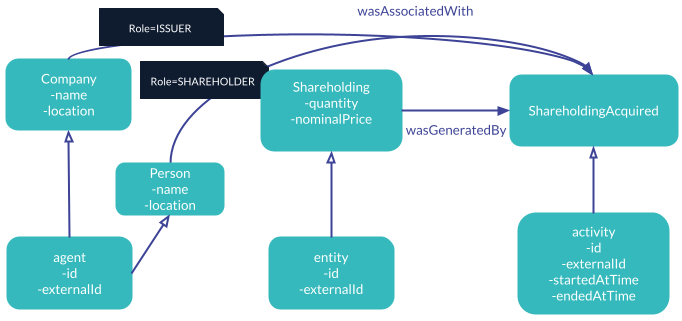 wasAssociatedWith
Role=ISSUER
Role=SHAREHOLDER
Company
-name
-location
Shareholding
-quantity
-nominalPrice
wasGeneratedBy
ShareholdingAcquired
Person
-name
-location
agent
-id
-externalId
entity
-id
-externalId
activity
-id
-externalId
-startedAtTime
-endedAtTime